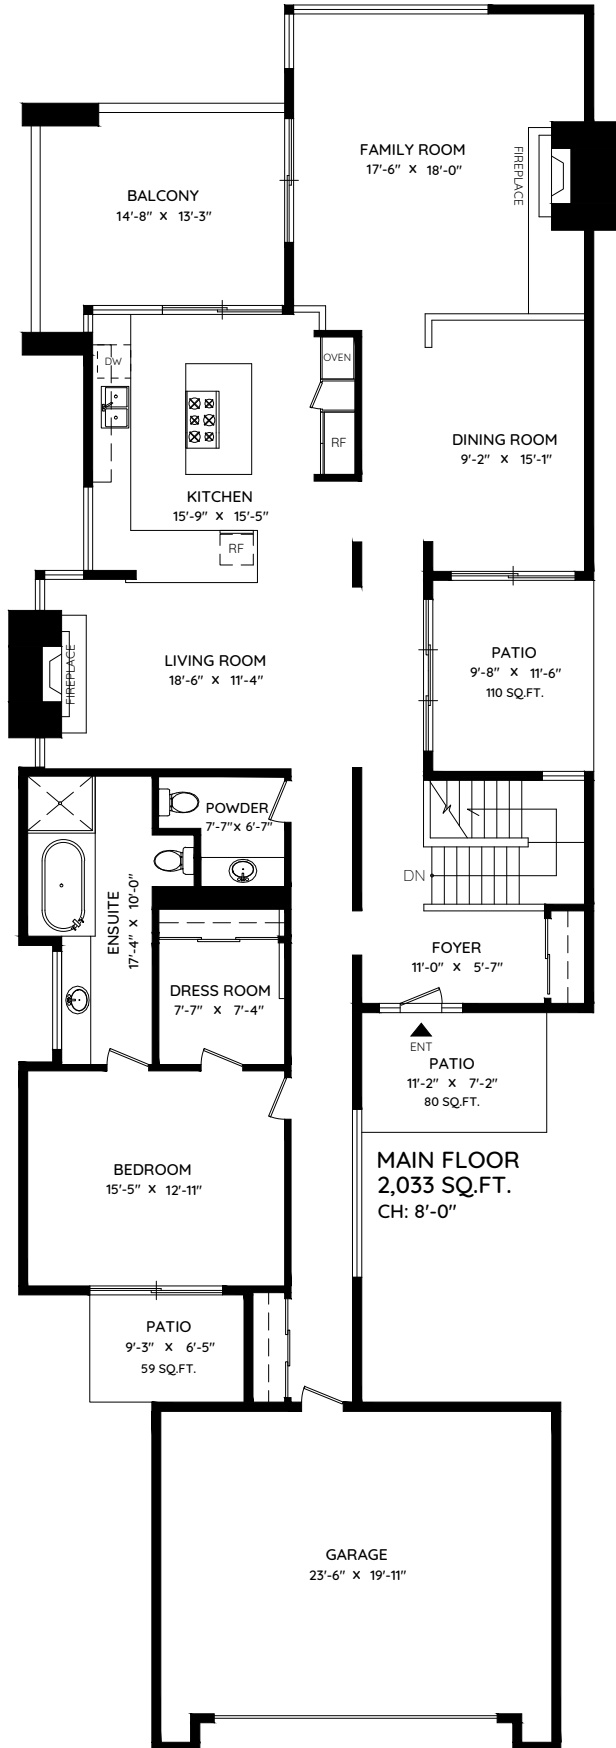 FAMILY ROOM
17'-6" x 18'-0"
FIREPLACE
BALCONY
14'-8" x 13'-3"
DW
OVEN
RF
DINING ROOM
9'-2" x 15'-1"
KITCHEN
15'-9" x 15'-5"
RF
PATIO
9'-8" x 11'-6"
110 SQ.FT.
LIVING ROOM
18'-6" x 11'-4"
FIREPLACE
POWDER
7'-7" x 6'-7"
DN
ENSUITE
17'-4" x 10'-0"
FOYER
11'-0" x 5'-7"
DRESS ROOM
7'-7" x 7'-4"
ENT
PATIO
11'-2" x 7'-2"
80 SQ.FT.
MAIN FLOOR
2,033 SQ.FT.
CH: 8'-0"
BEDROOM
15'-5" x 12'-11"
PATIO
9'-3" x 6'-5"
59 SQ.FT.
GARAGE
23'-6" x 19'-11"